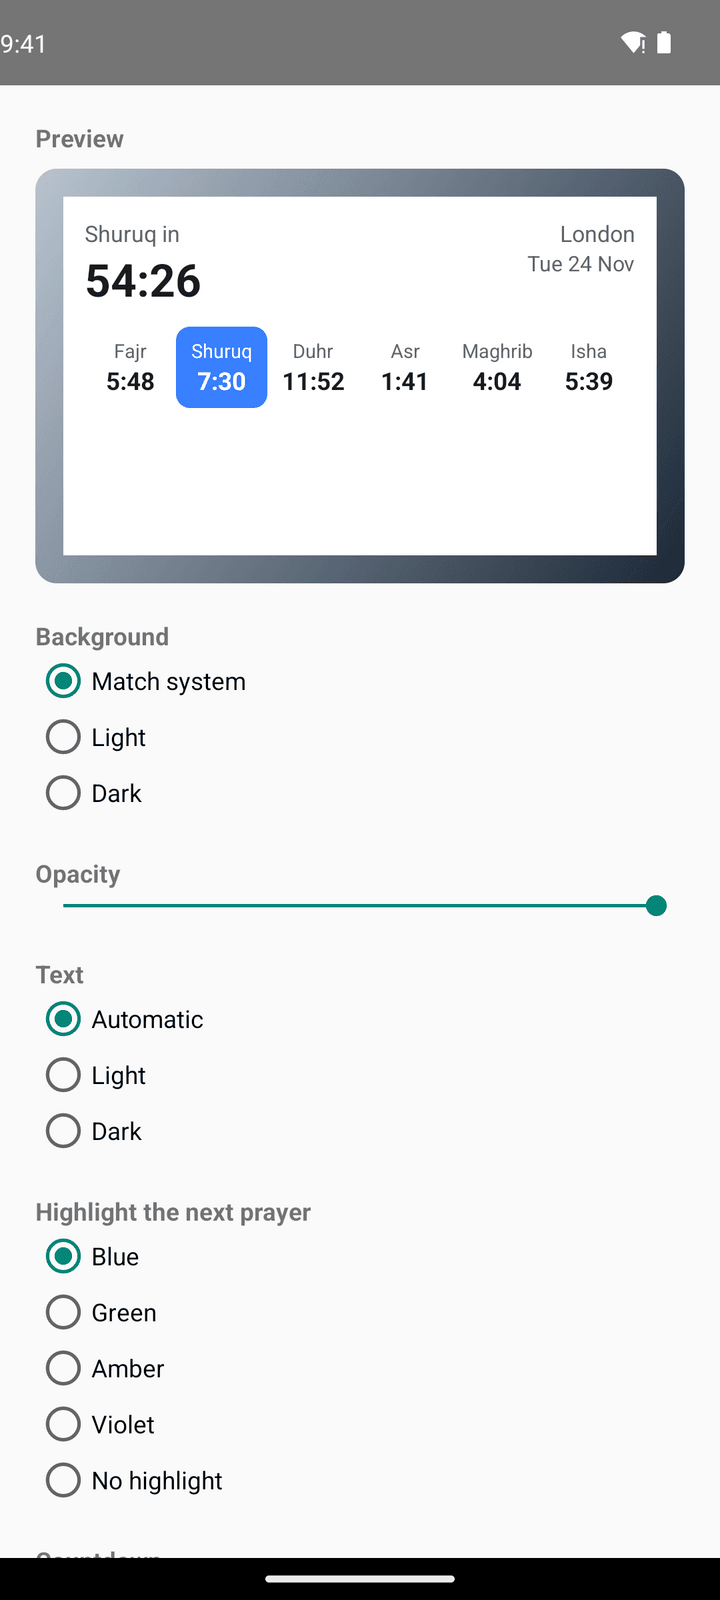 9:41
Preview
Shuruq in
London
54:26
Tue 24 Nov
Fajr Shuruq Duhr Asr Maghrib Isha
5:48 7:30 11:52 1:41 4:04 5:39
Background
Match system
Light
Dark
Opacity
Text
Automatic
Light
Dark
Highlight the next prayer
Blue
Green
Amber
Violet
No highlight